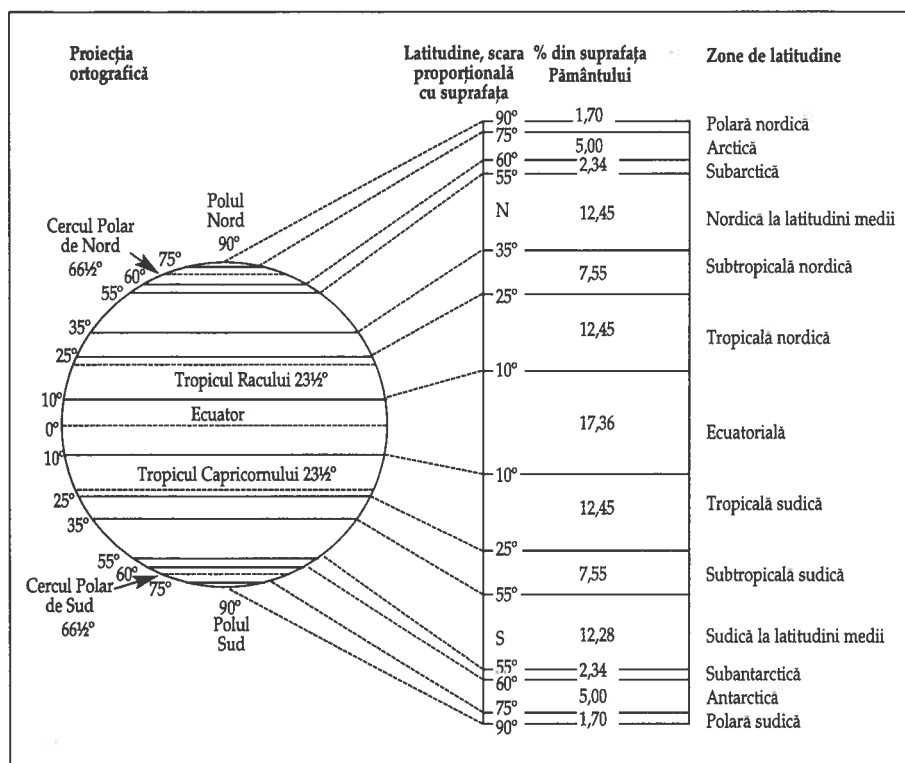 Proiecția
ortografică
Latitudine, scara
proporțională
cu suprafața
% din suprafața
Pământului
Zone de latitudine
Polul
Nord
90°
Cercul Polar
de Nord
66½°
75°
60°
55°
35°
25°
Tropicul Racului 23½°
10°
Ecuator
0°
10°
Tropicul Capricornului 23½°
25°
35°
55°
60°
75°
Cercul Polar
de Sud
66½°
90°
Polul
Sud
90°
1,70
Polară nordică
75°
5,00
Arctică
60°
2,34
Subarctică
55°
N
12,45
Nordică la latitudini medii
35°
7,55
Subtropicală nordică
25°
12,45
Tropicală nordică
10°
17,36
Ecuatorială
10°
12,45
Tropicală sudică
25°
7,55
Subtropicală sudică
55°
S
12,28
Sudică la latitudini medii
55°
2,34
Subantarctică
60°
5,00
Antarctică
75°
1,70
Polară sudică
90°